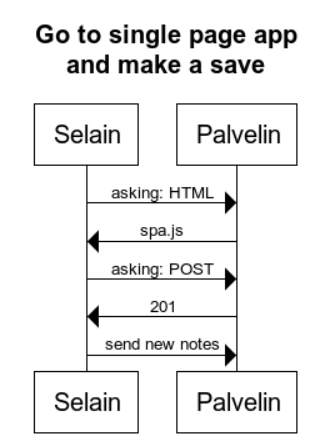 Go to single page app
and make a save
Selain
Palvelin
asking: HTML
spa.js
asking: POST
201
send new notes
Selain
Palvelin